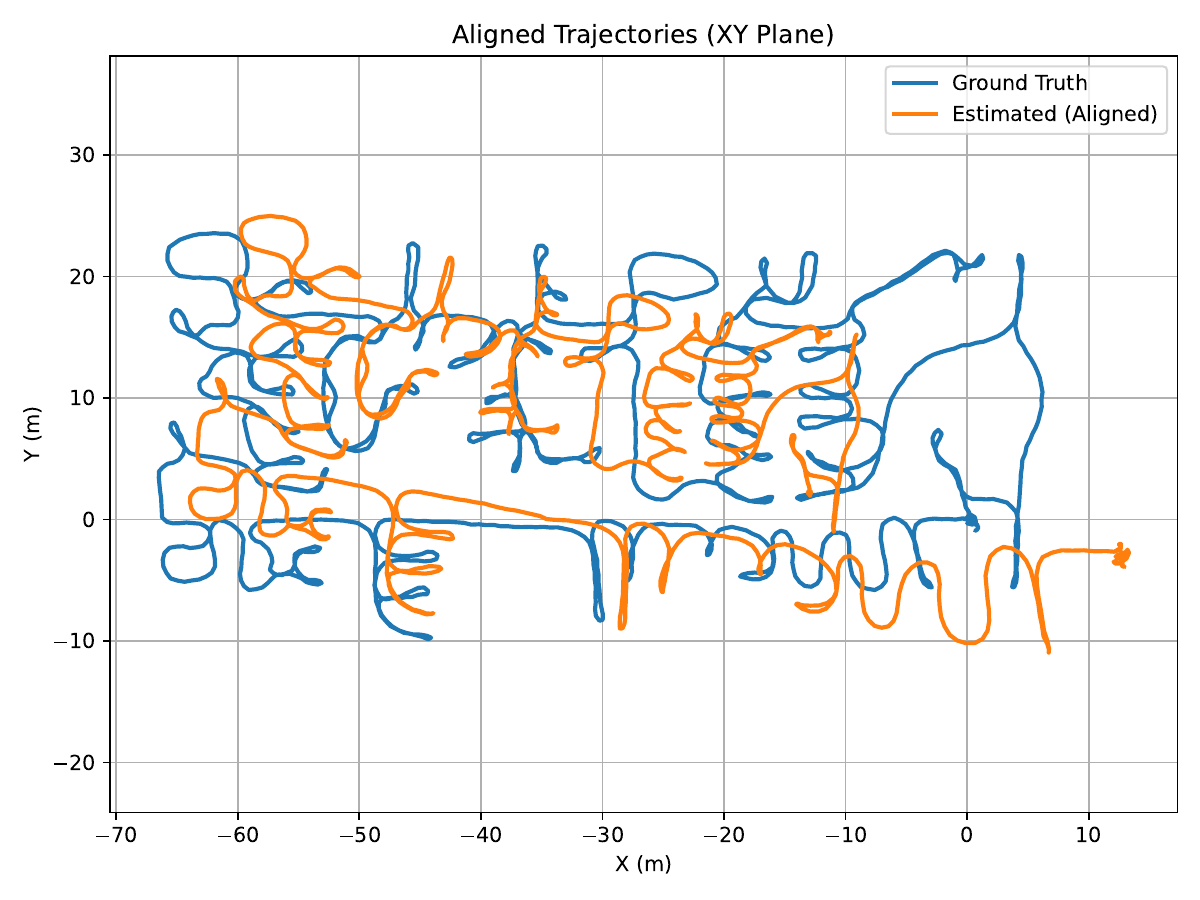 Aligned Trajectories (XY Plane)
Ground Truth
Estimated (Aligned)
Y (m)
30
20
10
0
−10
−20
−70 −60 −50 −40 −30 −20 −10 0 10
X (m)